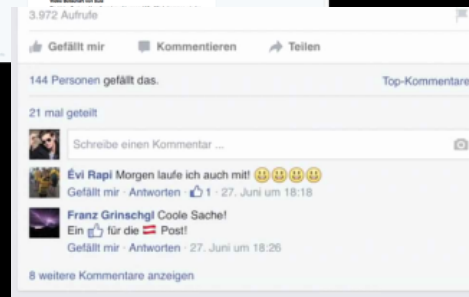 3.972 Aufrufe
Gefällt mir Kommentieren Teilen
144 Personen gefällt das. Top-Kommentare
21 mal geteilt
Schreibe einen Kommentar ...
Évi Rapi Morgen laufe ich auch mit! 😃😃😃😃
Gefällt mir · Antworten · 👍 1 · 27. Juni um 18:18
Franz Grinschgl Coole Sache!
Ein 👍 für die 🇦🇹 Post!
Gefällt mir · Antworten · 27. Juni um 18:26
8 weitere Kommentare anzeigen